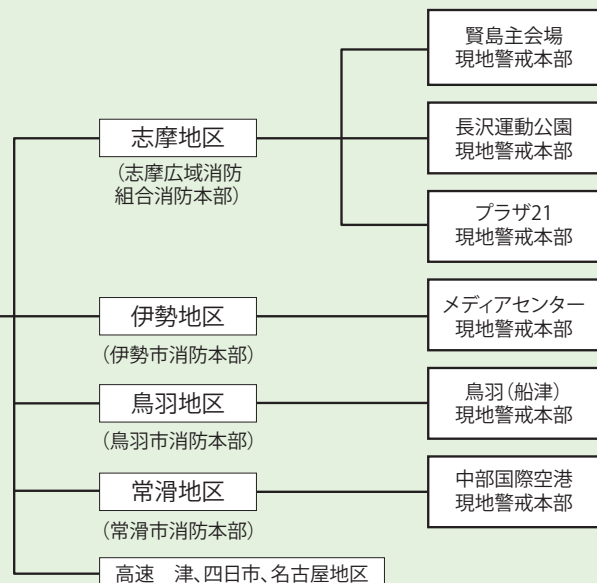 賢島主会場
現地警戒本部
志摩地区
（志摩広域消防
組合消防本部）
長沢運動公園
現地警戒本部
プラザ21
現地警戒本部
伊勢地区
（伊勢市消防本部）
メディアセンター
現地警戒本部
鳥羽地区
（鳥羽市消防本部）
鳥羽（船津）
現地警戒本部
常滑地区
（常滑市消防本部）
中部国際空港
現地警戒本部
高速　津、四日市、名古屋地区